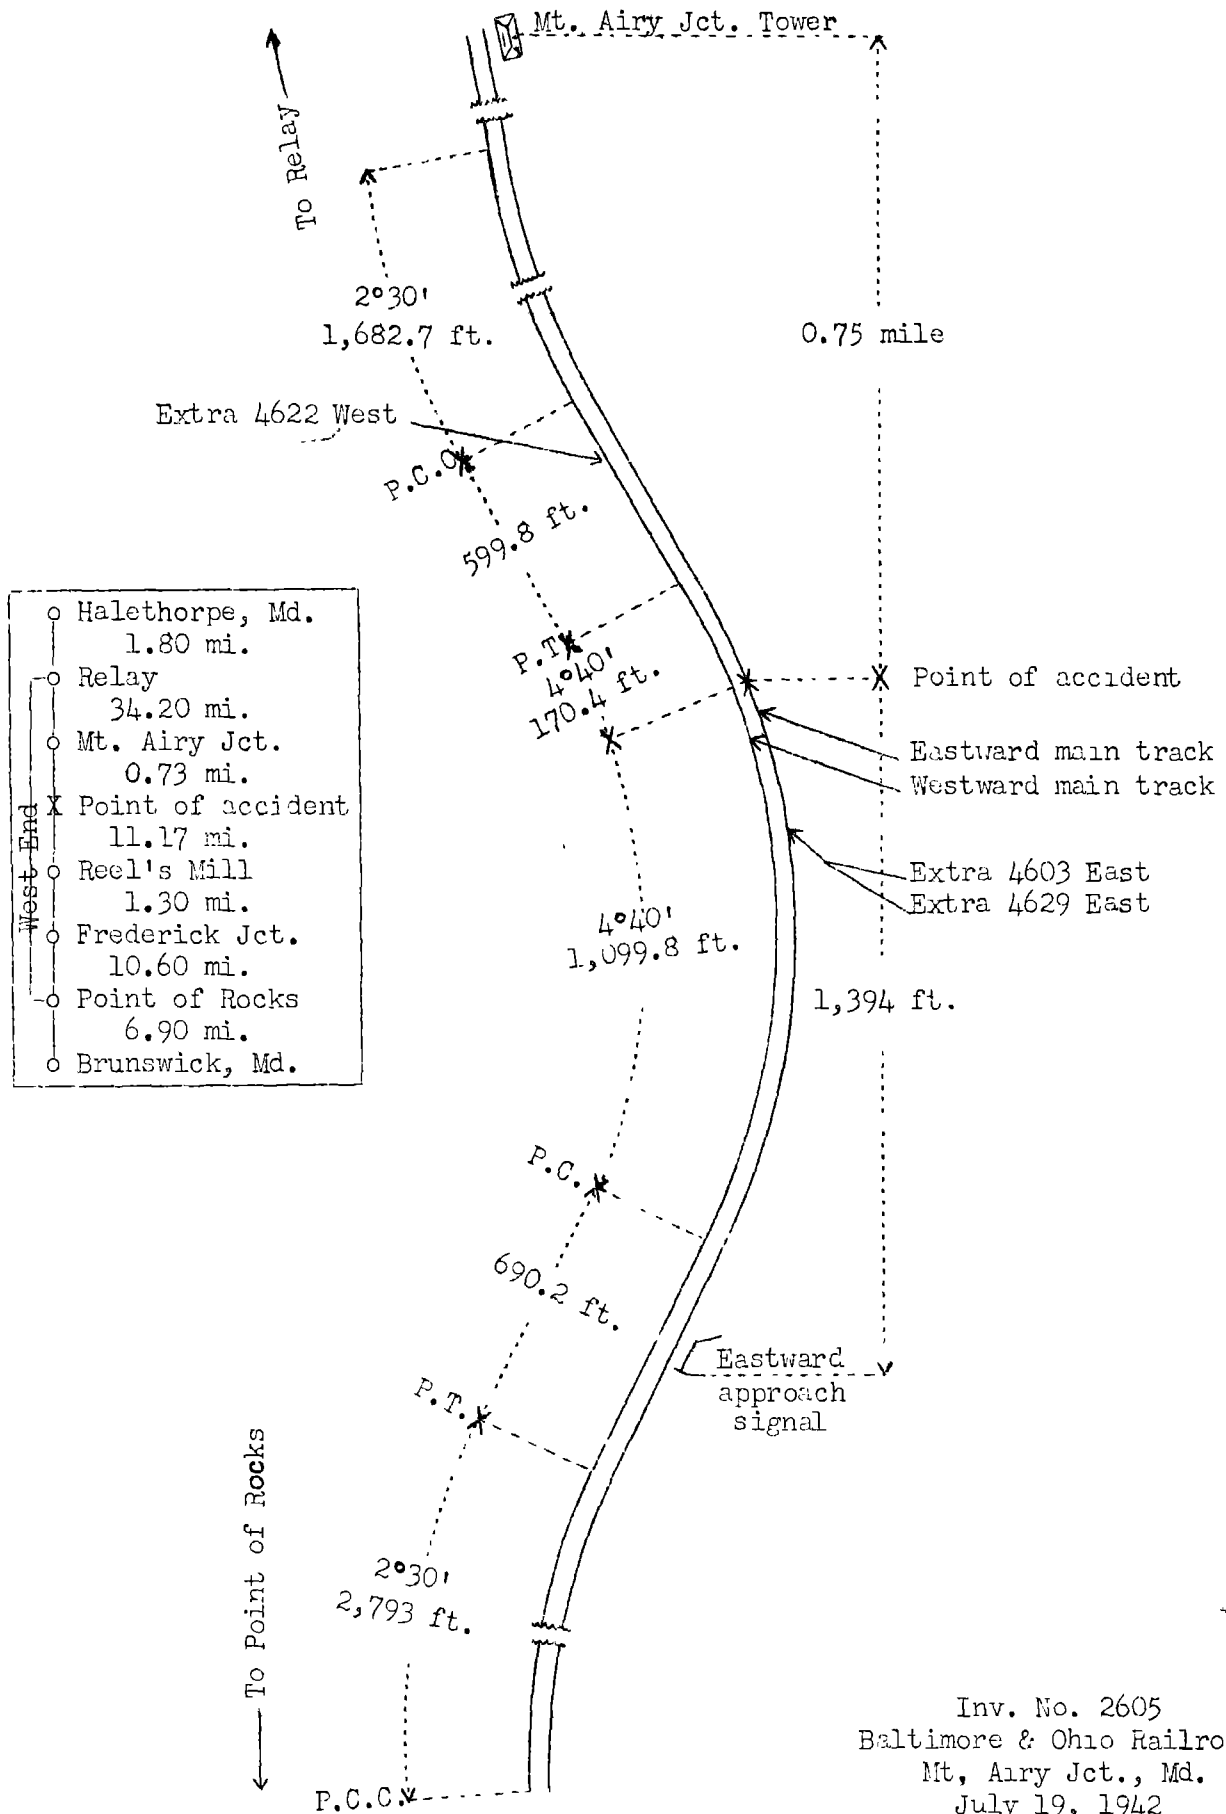 Mt. Airy Jct. Tower
To Relay
2°30'
1,682.7 ft.
0.75 mile
Extra 4622 West
P.C.
599.8 ft.
P.T.
4°40'
170.4 ft.
Point of accident
Eastward main track
Westward main track
Extra 4603 East
Extra 4629 East
4°40'
1,099.8 ft.
1,394 ft.
Halethorpe, Md.
1.80 mi.
Relay
34.20 mi.
Mt. Airy Jct.
0.73 mi.
X Point of accident
11.17 mi.
Reel's Mill
1.30 mi.
Frederick Jct.
10.60 mi.
Point of Rocks
6.90 mi.
Brunswick, Md.
West End
P.C.
690.2 ft.
Eastward
approach
signal
P.T.
To Point of Rocks
2°30'
2,793 ft.
P.C.C.
Inv. No. 2605
Baltimore & Ohio Railro
Mt, Airy Jct., Md.
July 19, 1942